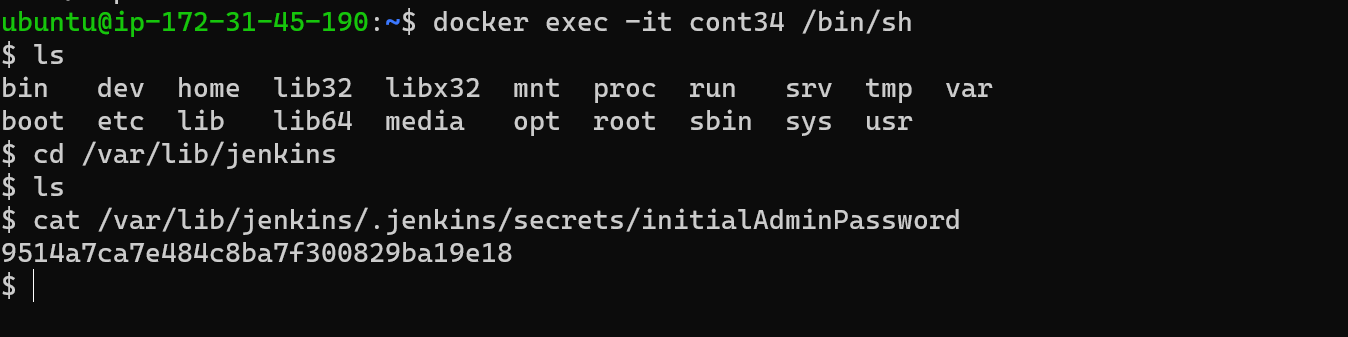 ubuntu@ip-172-31-45-190:~$ docker exec -it cont34 /bin/sh
$ ls
bin   dev  home  lib32  libx32  mnt  proc  run   srv  tmp  var
boot  etc  lib   lib64  media   opt  root  sbin  sys  usr
$ cd /var/lib/jenkins
$ ls
$ cat /var/lib/jenkins/.jenkins/secrets/initialAdminPassword
9514a7ca7e484c8ba7f300829ba19e18
$